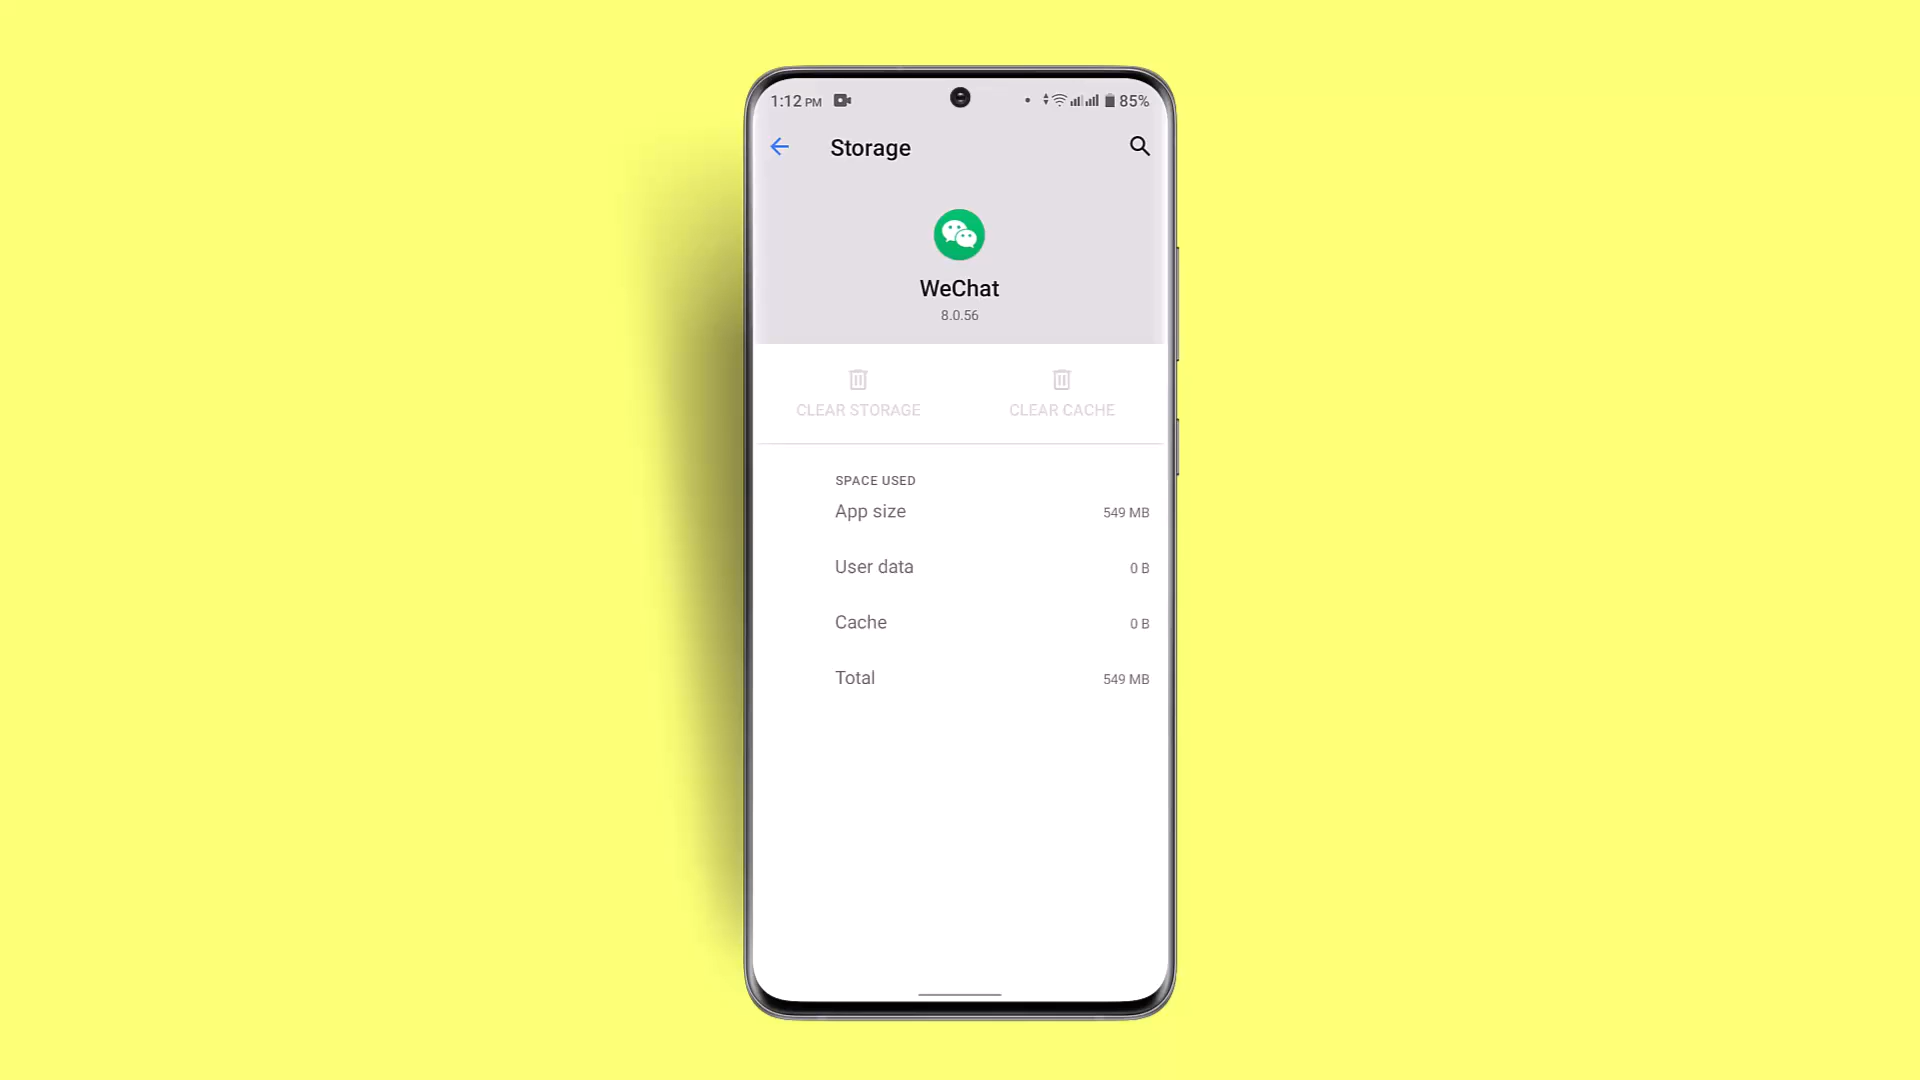 1:12 PM 85%
Storage
WeChat
8.0.56
CLEAR STORAGE CLEAR CACHE
SPACE USED
App size 549 MB
User data 0 B
Cache 0 B
Total 549 MB